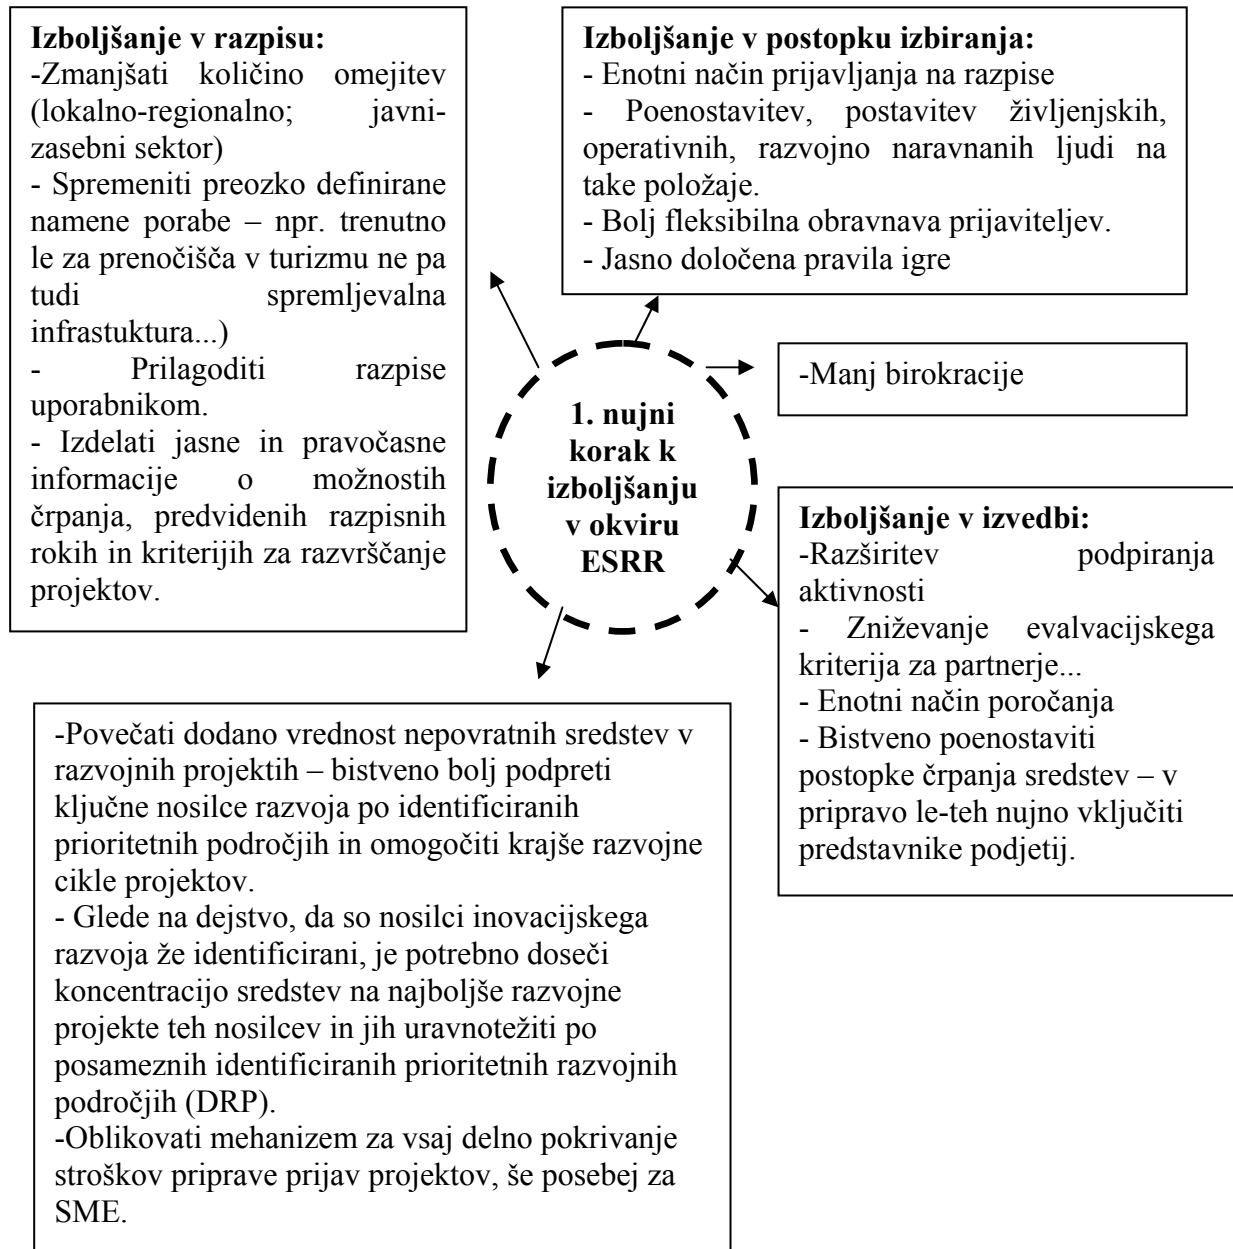 Izboljšanje v razpisu:
-Zmanjšati količino omejitev
(lokalno-regionalno; javni-
zasebni sektor)
- Spremeniti preozko definirane
namene porabe – npr. trenutno
le za prenočišča v turizmu ne pa
tudi spremljevalna
infrastuktura...)
- Prilagoditi razpise
uporabnikom.
- Izdelati jasne in pravočasne
informacije o možnostih
črpanja, predvidenih razpisnih
rokih in kriterijih za razvrščanje
projektov.
Izboljšanje v postopku izbiranja:
- Enotni način prijavljanja na razpise
- Poenostavitev, postavitev življenjskih,
operativnih, razvojno naravnanih ljudi na
take položaje.
- Bolj fleksibilna obravnava prijaviteljev.
- Jasno določena pravila igre
-Manj birokracije
1. nujni
korak k
izboljšanju
v okviru
ESRR
Izboljšanje v izvedbi:
-Razširitev podpiranja
aktivnosti
- Zniževanje evalvacijskega
kriterija za partnerje...
- Enotni način poročanja
- Bistveno poenostaviti
postopke črpanja sredstev – v
pripravo le-teh nujno vključiti
predstavnike podjetij.
-Povečati dodano vrednost nepovratnih sredstev v
razvojnih projektih – bistveno bolj podpreti
ključne nosilce razvoja po identificiranih
prioritetnih področjih in omogočiti krajše razvojne
cikle projektov.
- Glede na dejstvo, da so nosilci inovacijskega
razvoja že identificirani, je potrebno doseči
koncentracijo sredstev na najboljše razvojne
projekte teh nosilcev in jih uravnotežiti po
posameznih identificiranih prioritetnih razvojnih
področjih (DRP).
-Oblikovati mehanizem za vsaj delno pokrivanje
stroškov priprave prijav projektov, še posebej za
SME.